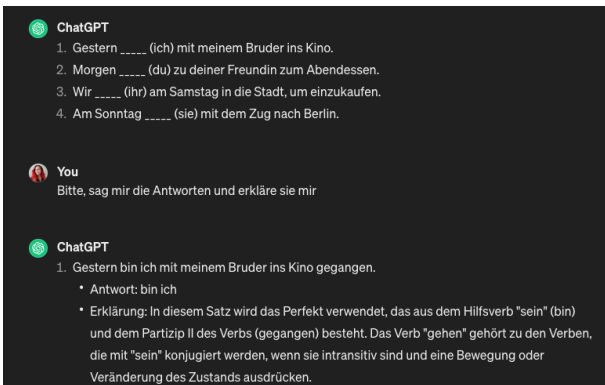 ChatGPT
1. Gestern _____ (ich) mit meinem Bruder ins Kino.
2. Morgen _____ (du) zu deiner Freundin zum Abendessen.
3. Wir _____ (ihr) am Samstag in die Stadt, um einzukaufen.
4. Am Sonntag _____ (sie) mit dem Zug nach Berlin.
You
Bitte, sag mir die Antworten und erkläre sie mir
ChatGPT
1. Gestern bin ich mit meinem Bruder ins Kino gegangen.
• Antwort: bin ich
• Erklärung: In diesem Satz wird das Perfekt verwendet, das aus dem Hilfsverb "sein" (bin)
und dem Partizip II des Verbs (gegangen) besteht. Das Verb "gehen" gehört zu den Verben,
die mit "sein" konjugiert werden, wenn sie intransitiv sind und eine Bewegung oder
Veränderung des Zustands ausdrücken.